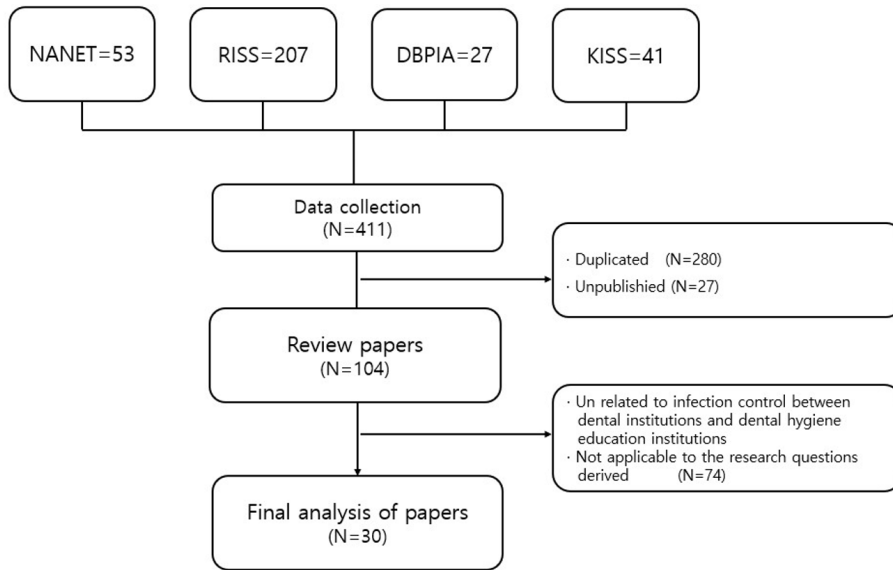 NANET=53
RISS=207
DBPIA=27
KISS=41
Data collection
(N=411)
· Duplicated (N=280)
· Unpublishied (N=27)
Review papers
(N=104)
· Un related to infection control between
dental institutions and dental hygiene
education institutions
· Not applicable to the research questions
derived (N=74)
Final analysis of papers
(N=30)